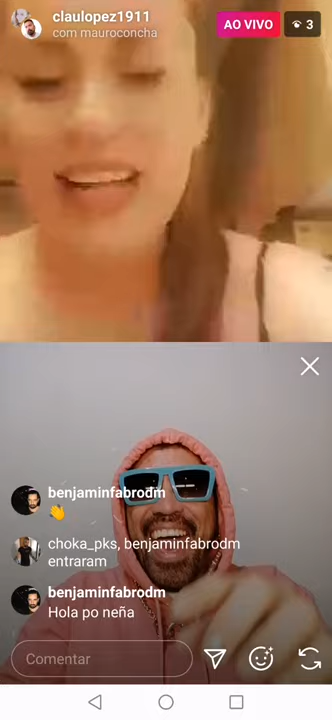 claulopez1911
com mauroconcha
AO VIVO
3
benjaminfabrodm
👋
choka_pks, benjaminfabrodm
entraram
benjaminfabrodm
Hola po neña
Comentar